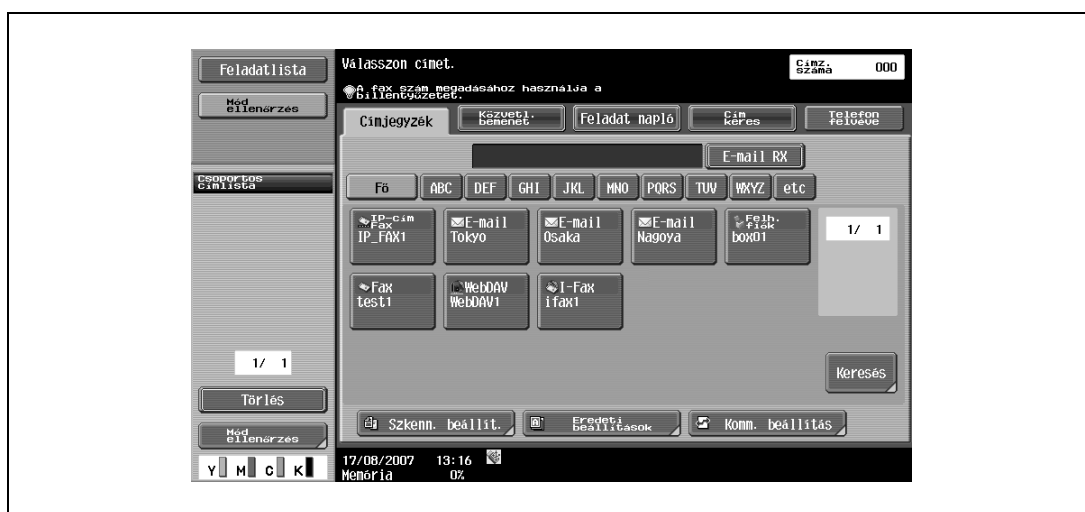 Feladatlista
Mód
ellenőrzés
Csoportos
címlista
1/ 1
Törlés
Mód
ellenőrzés
Y M C K
Válasszon címet.
A fax szám megadásához használja a
billentyűzetet.
Címz.
száma 000
Címjegyzék
Közvetl.
bemenet
Feladat napló
Cím
keres
Telefon
felvéve
E-mail RX
Fő ABC DEF GHI JKL MNO PQRS TUV WXYZ etc
IP-cím
Fax
IP_FAX1
E-mail
Tokyo
E-mail
Osaka
E-mail
Nagoya
Felh.
fiók
box01
1/ 1
Fax
test1
WebDAV
WebDAV1
I-Fax
ifax1
Keresés
Szkenn. beállít.
Eredeti
beállítások
Komm. beállítás
17/08/2007 13:16
Memória 0%